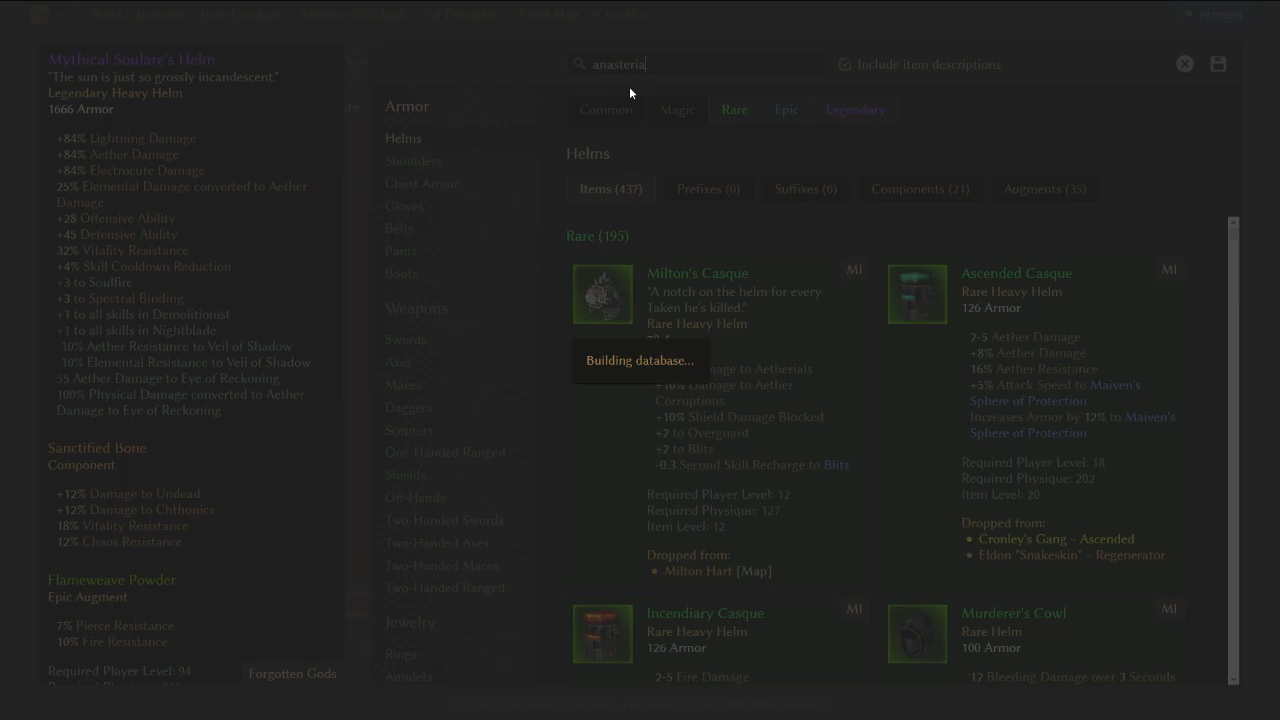 PATREON
Mythical Soulare's Helm
"The sun is just so grossly incandescent."
Legendary Heavy Helm
1666 Armor
+84% Lightning Damage
+84% Aether Damage
+84% Electrocute Damage
25% Elemental Damage converted to Aether
Damage
+28 Offensive Ability
+45 Defensive Ability
32% Vitality Resistance
+4% Skill Cooldown Reduction
+3 to Soulfire
+3 to Spectral Binding
+1 to all skills in Demolitionist
+1 to all skills in Nightblade
-10% Aether Resistance to Veil of Shadow
-10% Elemental Resistance to Veil of Shadow
55 Aether Damage to Eye of Reckoning
100% Physical Damage converted to Aether
Damage to Eye of Reckoning
Sanctified Bone
Component
+12% Damage to Undead
+12% Damage to Chthonics
18% Vitality Resistance
12% Chaos Resistance
Flameweave Powder
Epic Augment
7% Pierce Resistance
10% Fire Resistance
Required Player Level: 94
Forgotten Gods
anasteria
Include item descriptions
Armor
Helms
Shoulders
Chest Armor
Gloves
Belts
Pants
Boots
Weapons
Swords
Axes
Maces
Daggers
Scepters
One-Handed Ranged
Shields
Off-Hands
Two-Handed Swords
Two-Handed Axes
Two-Handed Maces
Two-Handed Ranged
Jewelry
Rings
Amulets
Common Magic Rare Epic Legendary
Helms
Items (437) Prefixes (0) Suffixes (0) Components (21) Augments (35)
Rare (195)
Milton's Casque
MI
"A notch on the helm for every
Taken he's killed."
Rare Heavy Helm
Building database...
Damage to Aetherials
+10% Damage to Aether
Corruptions
+10% Shield Damage Blocked
+2 to Overguard
+2 to Blitz
-0.3 Second Skill Recharge to Blitz
Required Player Level: 12
Required Physique: 127
Item Level: 12
Dropped from:
Milton Hart [Map]
Ascended Casque
MI
Rare Heavy Helm
126 Armor
2-5 Aether Damage
+8% Aether Damage
16% Aether Resistance
+5% Attack Speed to Maiven's
Sphere of Protection
Increases Armor by 12% to Maiven's
Sphere of Protection
Required Player Level: 18
Required Physique: 202
Item Level: 20
Dropped from:
Cronley's Gang – Ascended
Eldon "Snakeskin" – Regenerator
Incendiary Casque
MI
Rare Heavy Helm
126 Armor
2-5 Fire Damage
Murderer's Cowl
MI
Rare Helm
100 Armor
12 Bleeding Damage over 3 Seconds